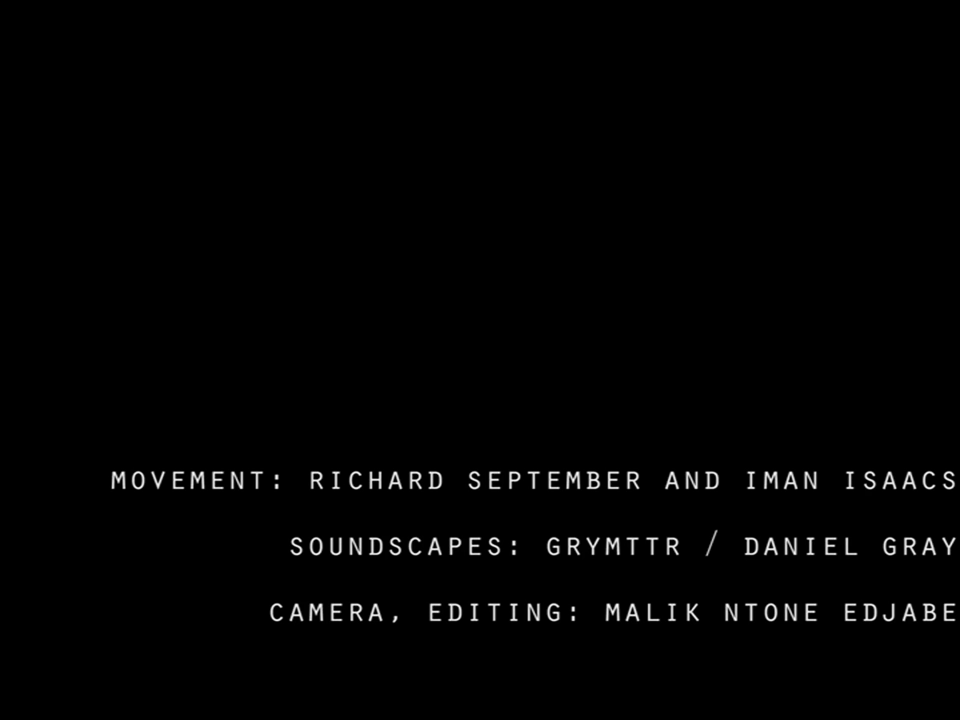 MOVEMENT: RICHARD SEPTEMBER AND IMAN ISAACS
SOUNDSCAPES: GRYMTTR / DANIEL GRAY
CAMERA, EDITING: MALIK NTONE EDJABE